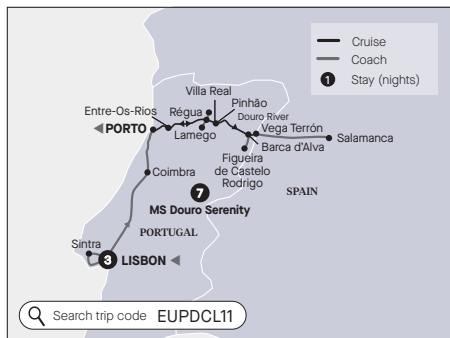 Cruise
Coach
1 Stay (nights)
Villa Real
Pinhão
Régua
Douro River
Entre-Os-Rios
PORTO
Lamego
Vega Terrón
Barca d'Alva
Salamanca
Figueira
de Castelo
Rodrigo
Coimbra
7
SPAIN
MS Douro Serenity
PORTUGAL
Sintra
3 LISBON
Search trip code EUPDCL11